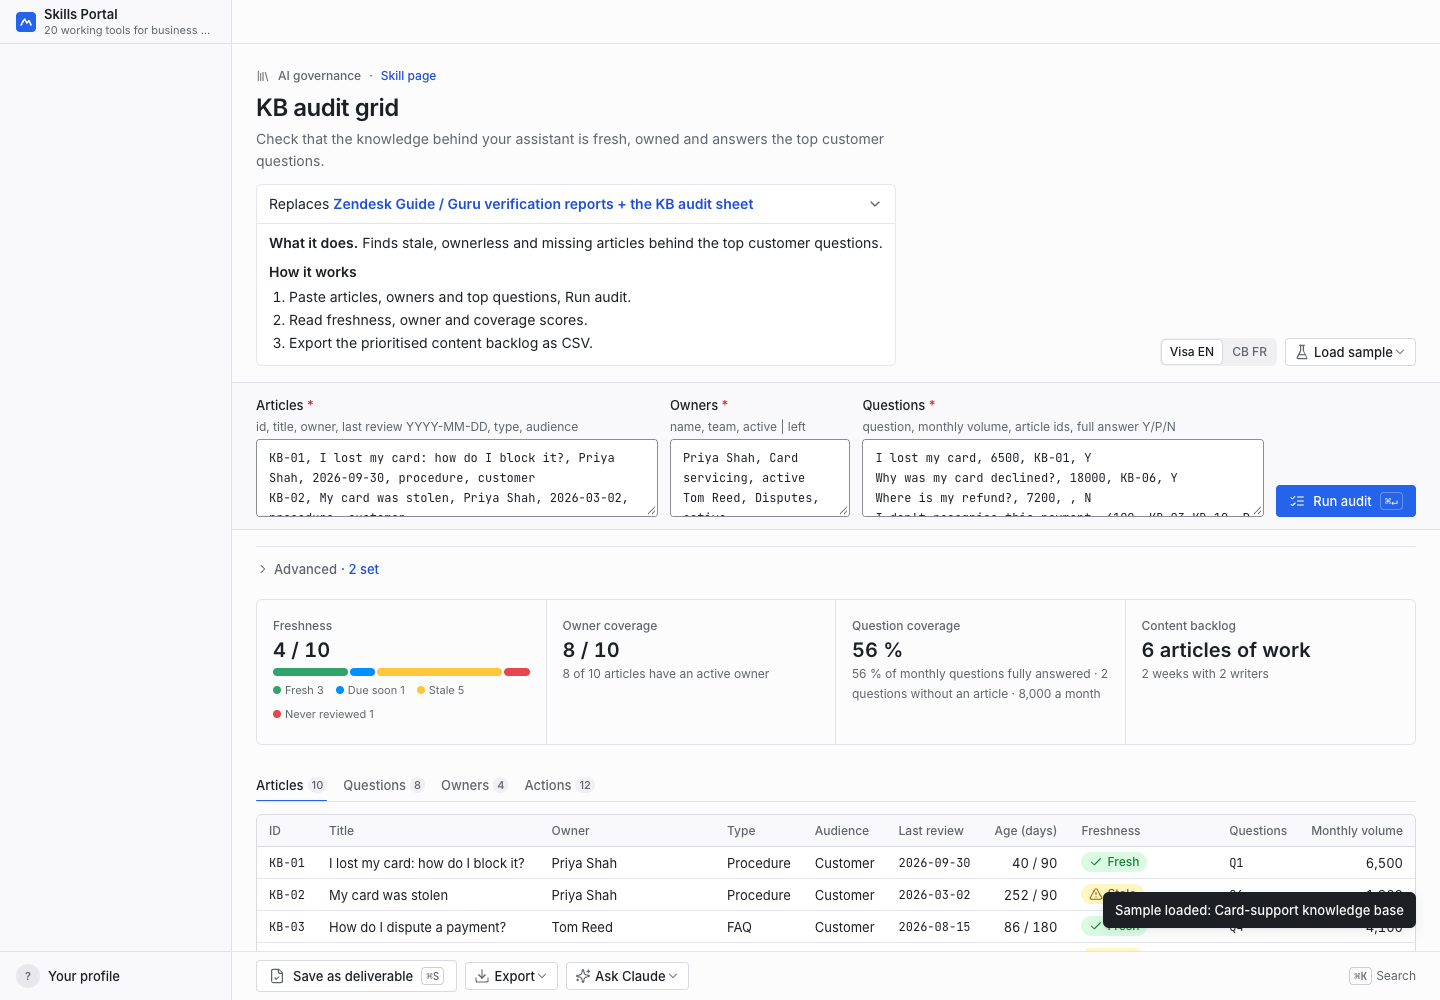 Skills Portal
20 working tools for business ...
AI governance · Skill page
KB audit grid
Check that the knowledge behind your assistant is fresh, owned and answers the top customer
questions.
Replaces Zendesk Guide / Guru verification reports + the KB audit sheet
What it does. Finds stale, ownerless and missing articles behind the top customer questions.
How it works
1. Paste articles, owners and top questions, Run audit.
2. Read freshness, owner and coverage scores.
3. Export the prioritised content backlog as CSV.
Visa EN CB FR Load sample
Articles * Owners * Questions *
id, title, owner, last review YYYY-MM-DD, type, audience name, team, active | left question, monthly volume, article ids, full answer Y/P/N
KB-01, I lost my card: how do I block it?, Priya
Shah, 2026-09-30, procedure, customer
KB-02, My card was stolen, Priya Shah, 2026-03-02,
Priya Shah, Card
servicing, active
Tom Reed, Disputes,
I lost my card, 6500, KB-01, Y
Why was my card declined?, 18000, KB-06, Y
Where is my refund?, 7200, , N
Run audit ⌘↵
Advanced · 2 set
Freshness
4 / 10
Fresh 3 Due soon 1 Stale 5
Never reviewed 1
Owner coverage
8 / 10
8 of 10 articles have an active owner
Question coverage
56 %
56 % of monthly questions fully answered · 2
questions without an article · 8,000 a month
Content backlog
6 articles of work
2 weeks with 2 writers
Articles 10 Questions 8 Owners 4 Actions 12
ID Title Owner Type Audience Last review Age (days) Freshness Questions Monthly volume
KB-01 I lost my card: how do I block it? Priya Shah Procedure Customer 2026-09-30 40 / 90 Fresh Q1 6,500
KB-02 My card was stolen Priya Shah Procedure Customer 2026-03-02 252 / 90
KB-03 How do I dispute a payment? Tom Reed FAQ Customer 2026-08-15 86 / 180
Sample loaded: Card-support knowledge base
? Your profile
Save as deliverable ⌘S Export Ask Claude ⌘K Search